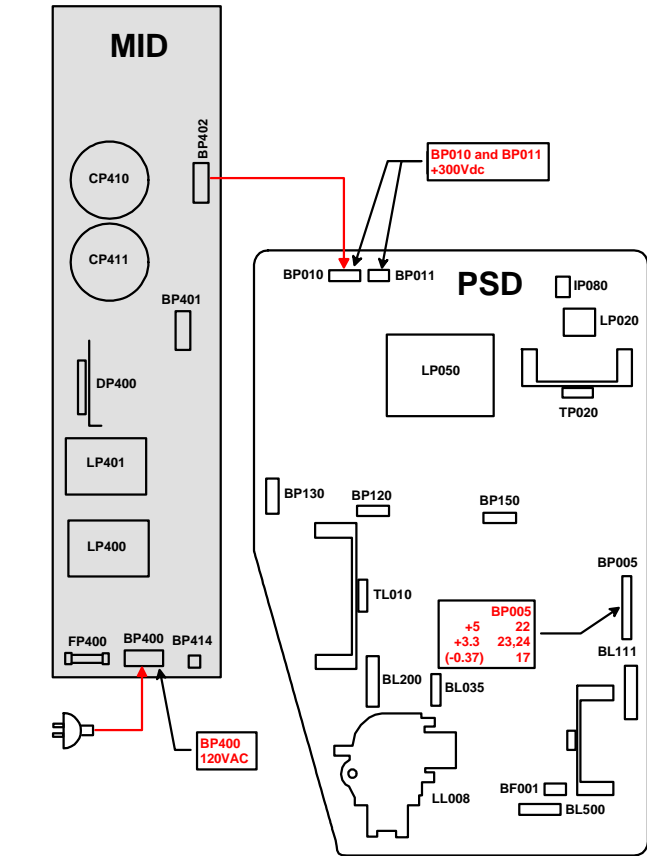 MID
BP402
CP410
BP010 and BP011
+300Vdc
CP411
BP010
BP011
PSD
IP080
BP401
LP020
LP050
DP400
TP020
LP401
BP130
BP120
BP150
LP400
BP005
TL010
BP005
+5 22
+3.3 23,24
(-0.37) 17
FP400
BP400
BP414
BL111
BL200
BL035
BP400
120VAC
LL008
BF001
BL500